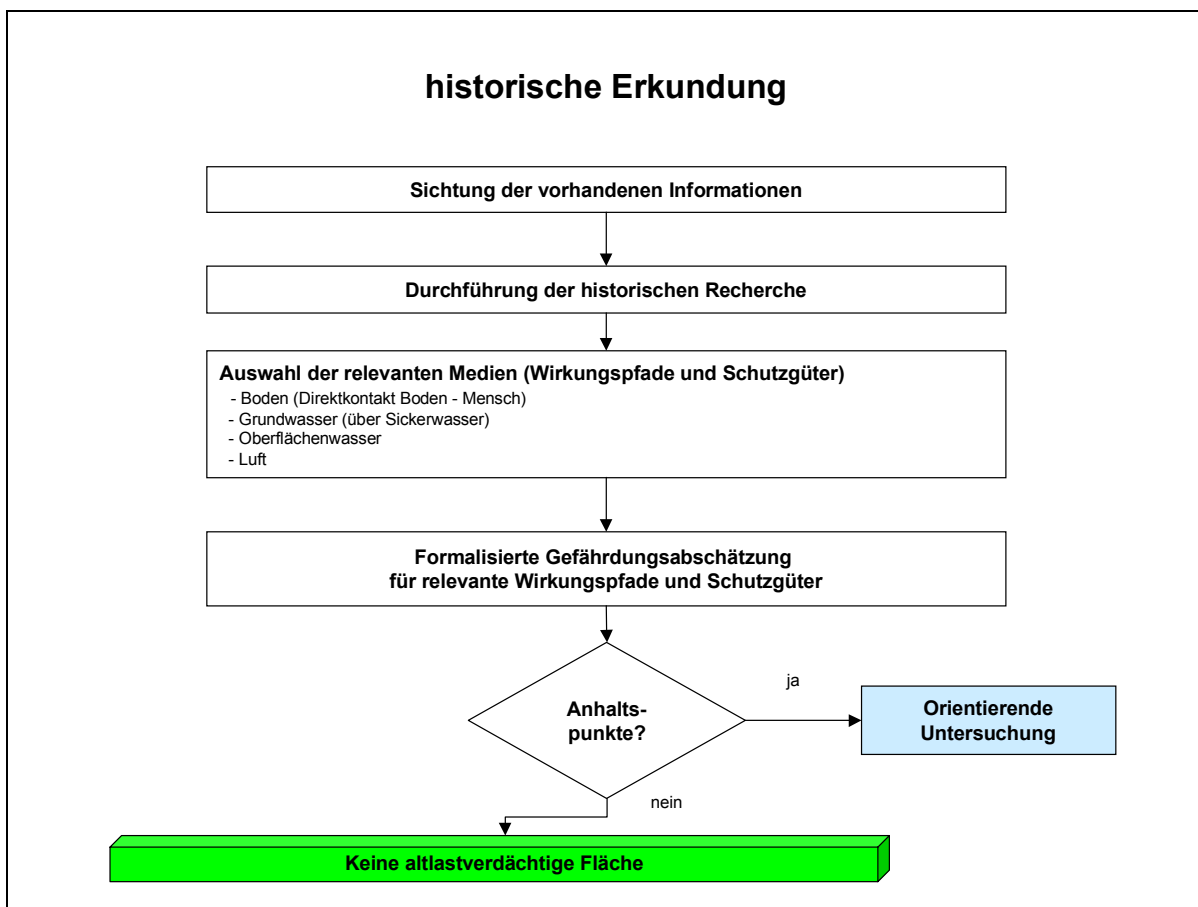 historische Erkundung
Sichtung der vorhandenen Informationen
Durchführung der historischen Recherche
Auswahl der relevanten Medien (Wirkungspfade und Schutzgüter)
- Boden (Direktkontakt Boden - Mensch)
- Grundwasser (über Sickerwasser)
- Oberflächenwasser
- Luft
Formalisierte Gefährdungsabschätzung
für relevante Wirkungspfade und Schutzgüter
Anhalts-
punkte?
ja
Orientierende
Untersuchung
nein
Keine altlastverdächtige Fläche